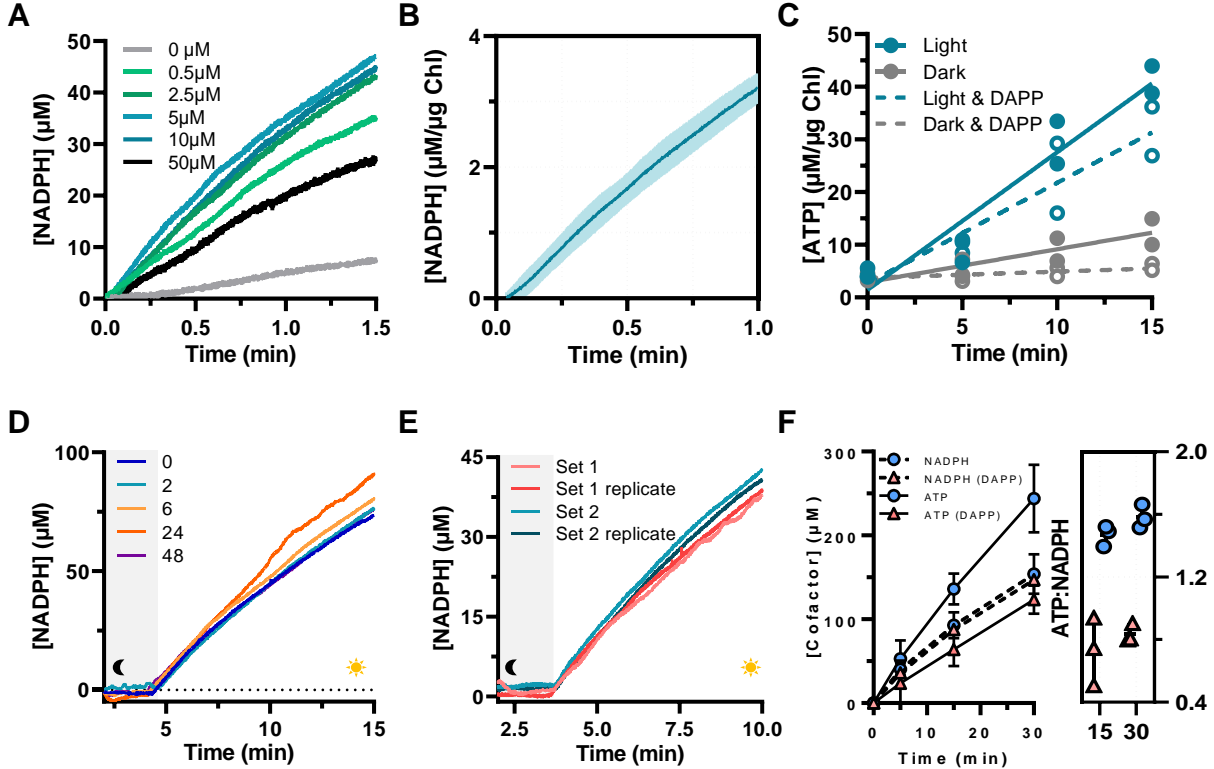 A
[NADPH] (µM)
50
40
30
20
10
0
0 µM
0.5µM
2.5µM
5µM
10µM
50µM
0.0
0.5
1.0
1.5
Time (min)
B
[NADPH] (µM/µg Chl)
4
2
0
0.0
0.5
1.0
Time (min)
C
[ATP] (µM/µg Chl)
50
40
30
20
10
0
Light
Dark
Light & DAPP
Dark & DAPP
0
5
10
15
Time (min)
D
[NADPH] (µM)
100
50
0
0
2
6
24
48
5
10
15
Time (min)
E
[NADPH] (µM)
45
30
15
0
Set 1
Set 1 replicate
Set 2
Set 2 replicate
2.5
5.0
7.5
10.0
Time (min)
F
[Cofactor] (µM)
300
200
100
0
NADPH
NADPH (DAPP)
ATP
ATP (DAPP)
0
10
20
30
Time (min)
ATP:NADPH
2.0
1.2
0.4
15
30